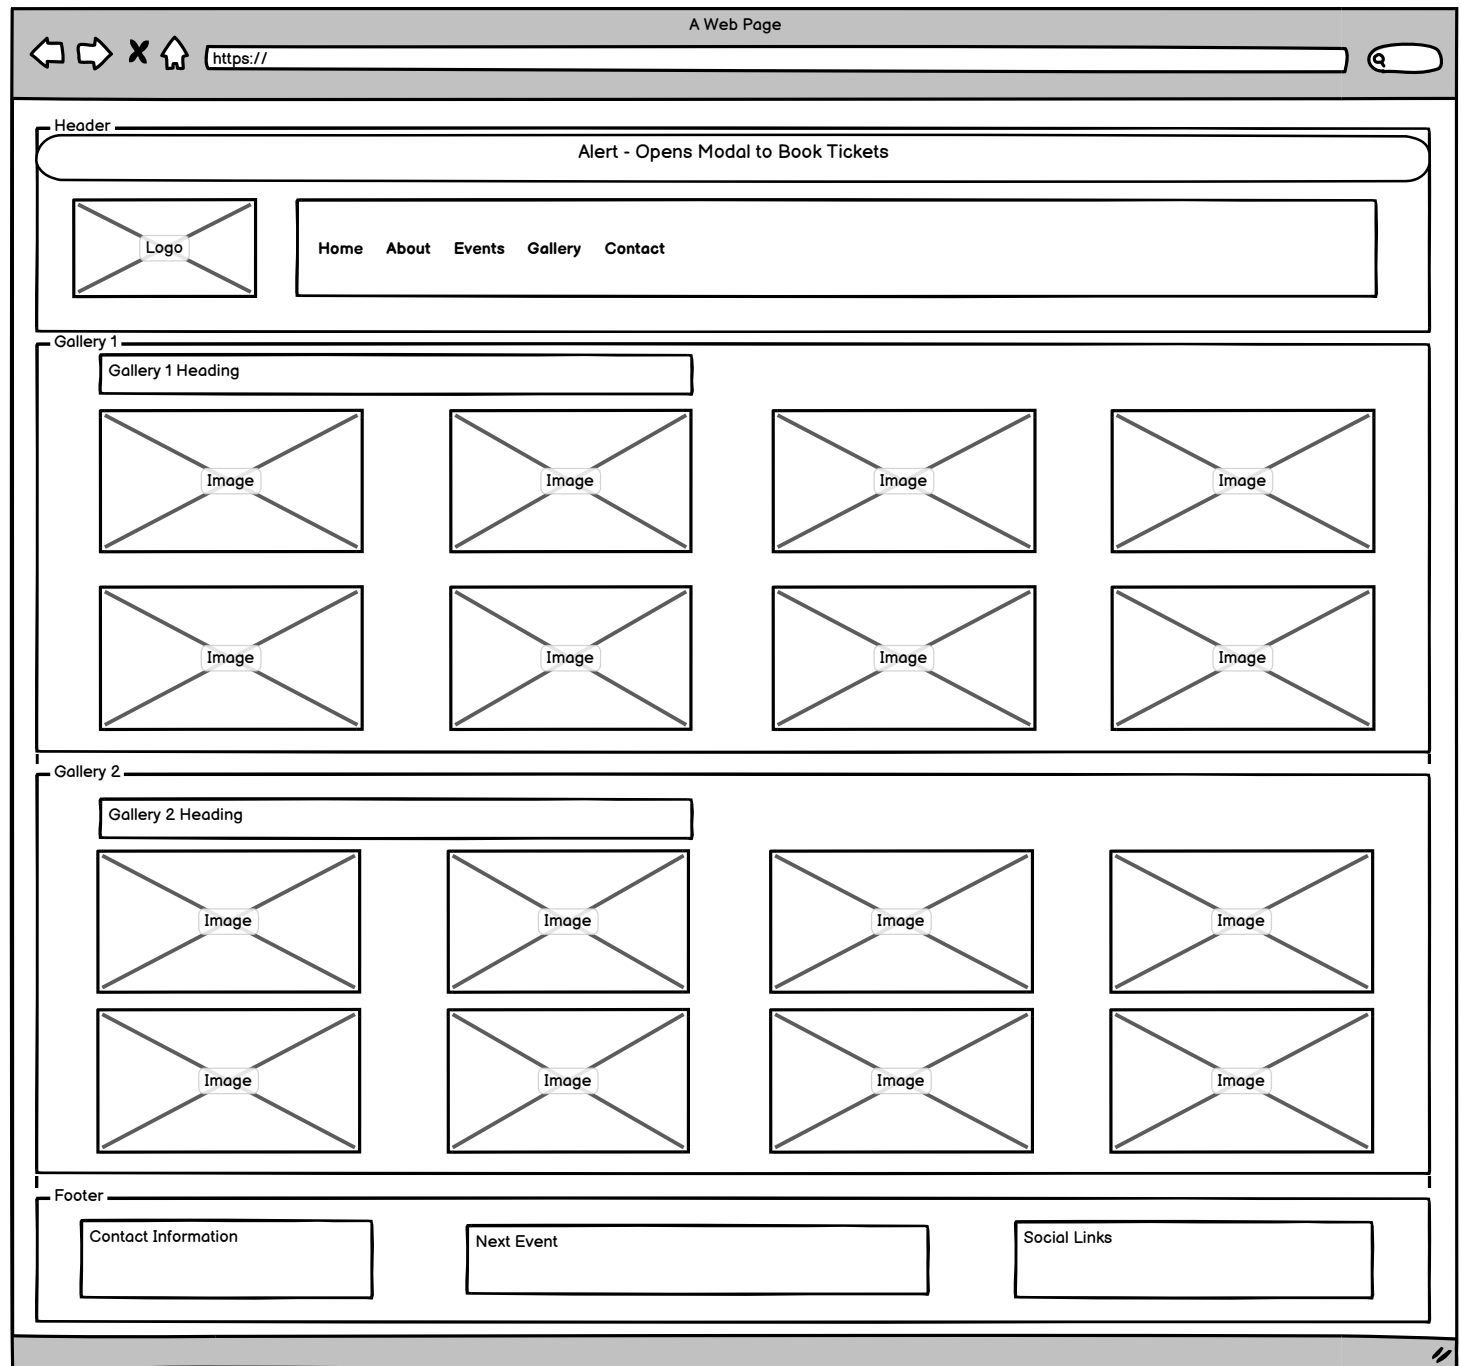 A Web Page
https://
Header
Alert - Opens Modal to Book Tickets
Logo
Home About Events Gallery Contact
Gallery 1
Gallery 1 Heading
Image Image Image Image
Image Image Image Image
Gallery 2
Gallery 2 Heading
Image Image Image Image
Image Image Image Image
Footer
Contact Information
Next Event
Social Links